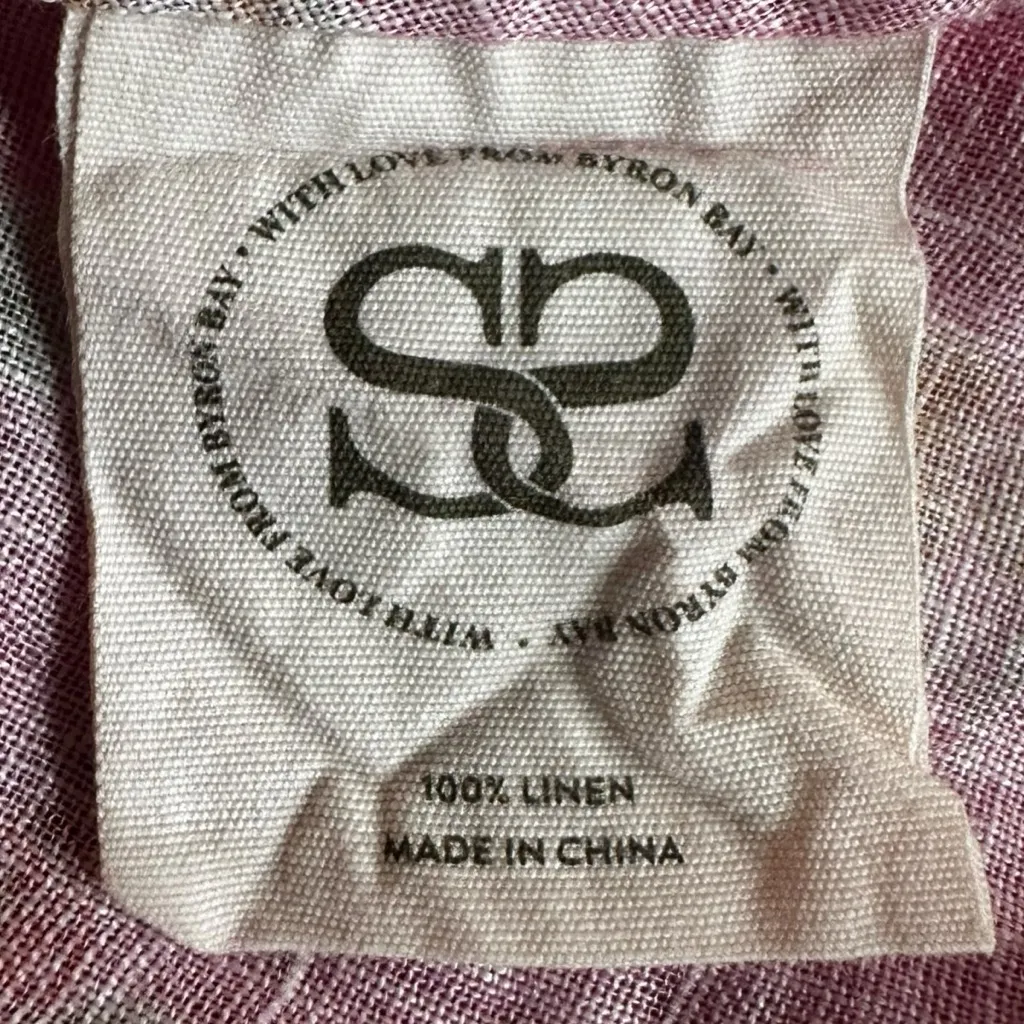 WITH LOVE FROM BYRON BAY • WITH LOVE FROM BYRON BAY • WITH LOVE FROM BYRON BAY •
SS
100% LINEN
MADE IN CHINA